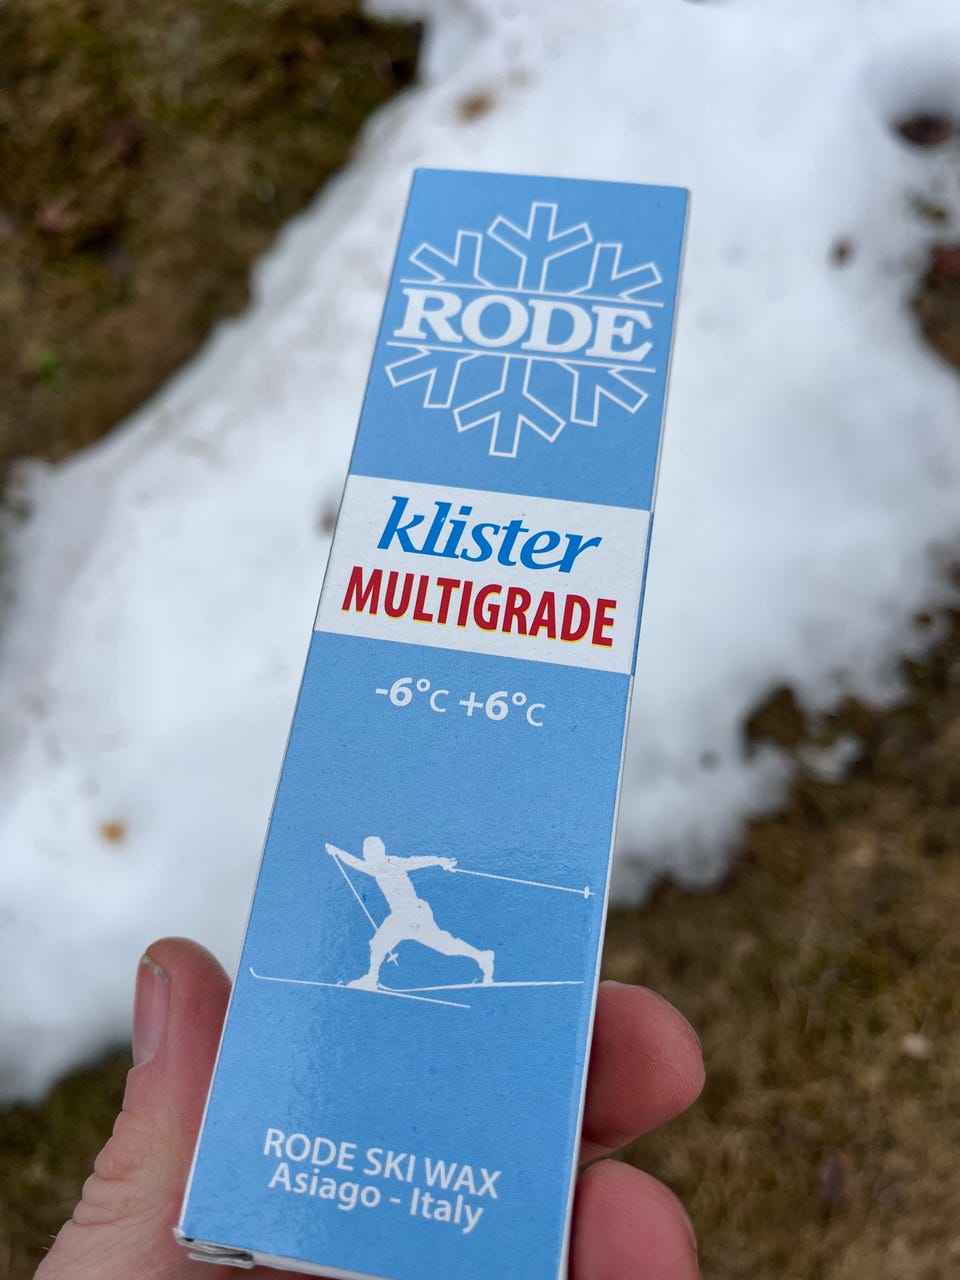 RODE
klister
MULTIGRADE
-6°C +6°C
RODE SKI WAX
Asiago - Italy